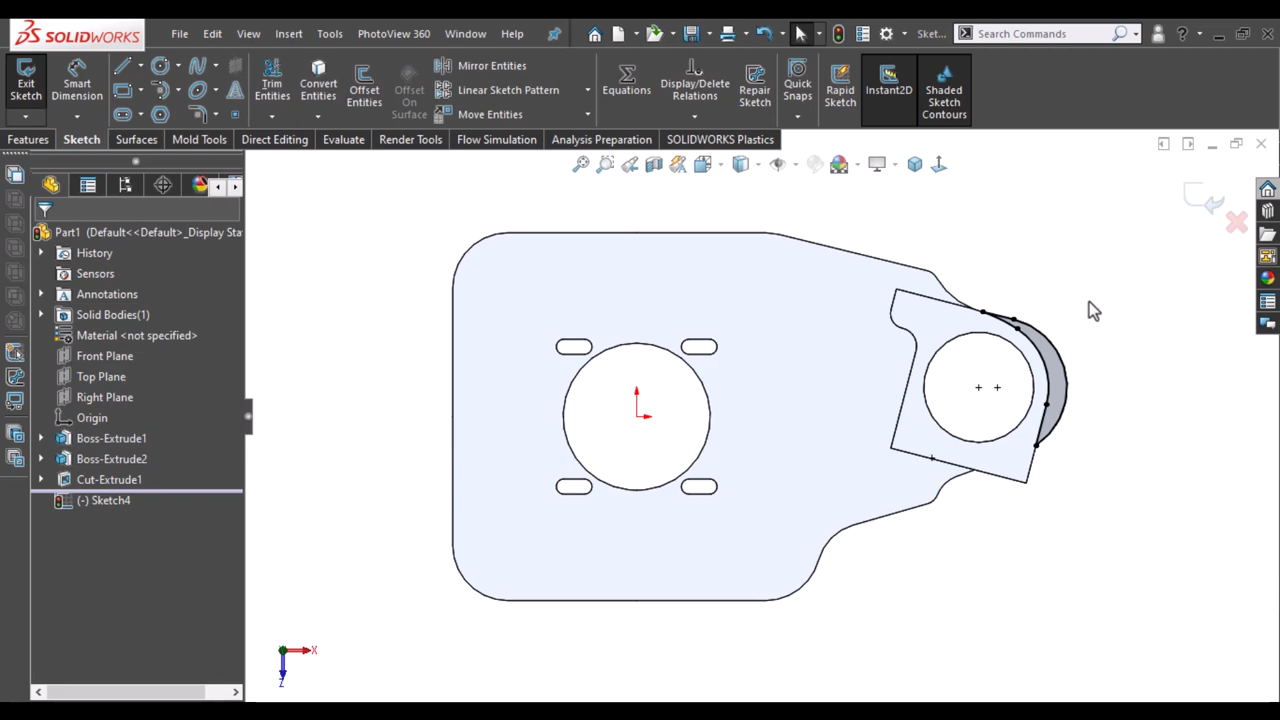 SOLIDWORKS File Edit View Insert Tools PhotoView 360 Window Help Sket... Search Commands ?
Exit Sketch
Smart Dimension
Trim Entities
Convert Entities
Offset Entities
Offset On Surface
Mirror Entities
Linear Sketch Pattern
Move Entities
Equations
Display/Delete Relations
Repair Sketch
Quick Snaps
Rapid Sketch
Instant2D
Shaded Sketch Contours
Features Sketch Surfaces Mold Tools Direct Editing Evaluate Render Tools Flow Simulation Analysis Preparation SOLIDWORKS Plastics
Part1 (Default<<Default>_Display Sta
History
Sensors
Annotations
Solid Bodies(1)
Material <not specified>
Front Plane
Top Plane
Right Plane
Origin
Boss-Extrude1
Boss-Extrude2
Cut-Extrude1
(-) Sketch4
X
Z